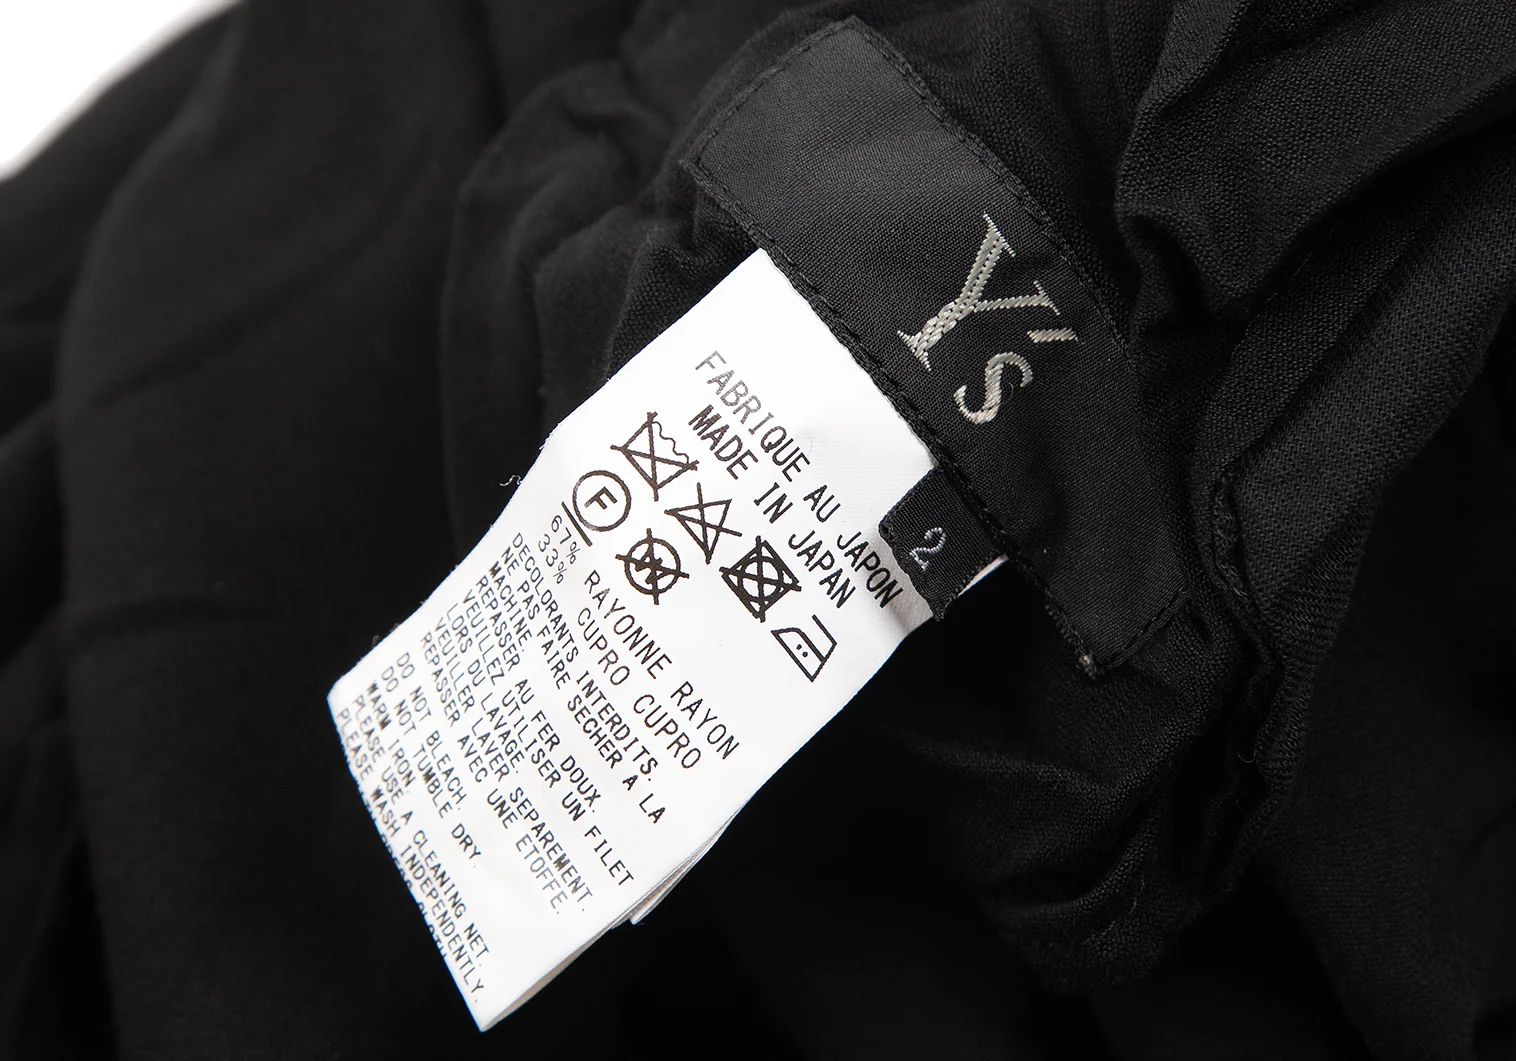 Y's
2
FABRIQUE AU JAPON
MADE IN JAPAN
F
W
67% RAYONNE RAYON
33% CUPRO CUPRO
DECOLORANTS INTERDITS.
NE PAS FAIRE SECHER A LA
MACHINE.
REPASSER AU FER DOUX.
VEUILLEZ UTILISER UN FILET
LORS DU LAVAGE.
VEUILLER LAVER SEPAREMENT.
REPASSER AVEC UNE ETOFFE.
DO NOT BLEACH.
DO NOT TUMBLE DRY.
WARM IRON.
PLEASE USE A CLEANING NET.
PLEASE WASH INDEPENDENTLY.